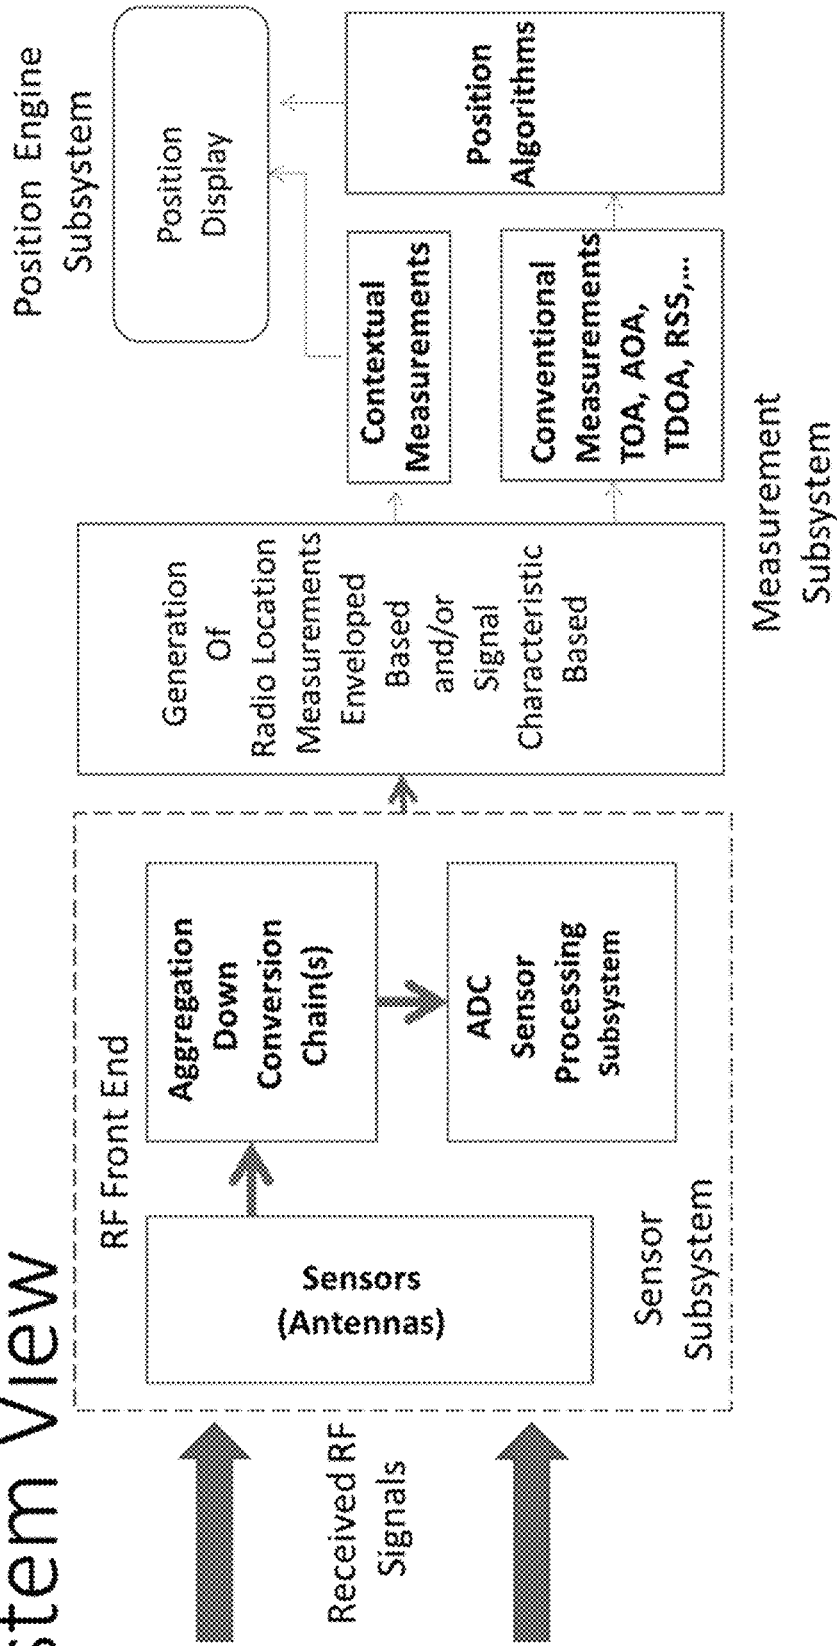 stem View
Received RF
Signals
RF Front End
Sensors
(Antennas)
Aggregation
Down
Conversion
Chain(s)
ADC
Sensor
Processing
Subsystem
Sensor
Subsystem
Generation
Of
Radio Location
Measurements
Enveloped
Based
and/or
Signal
Characteristic
Based
Contextual
Measurements
Conventional
Measurements
TOA, AOA,
TDOA, RSS,...
Measurement
Subsystem
Position Engine
Subsystem
Position
Display
Position
Algorithms